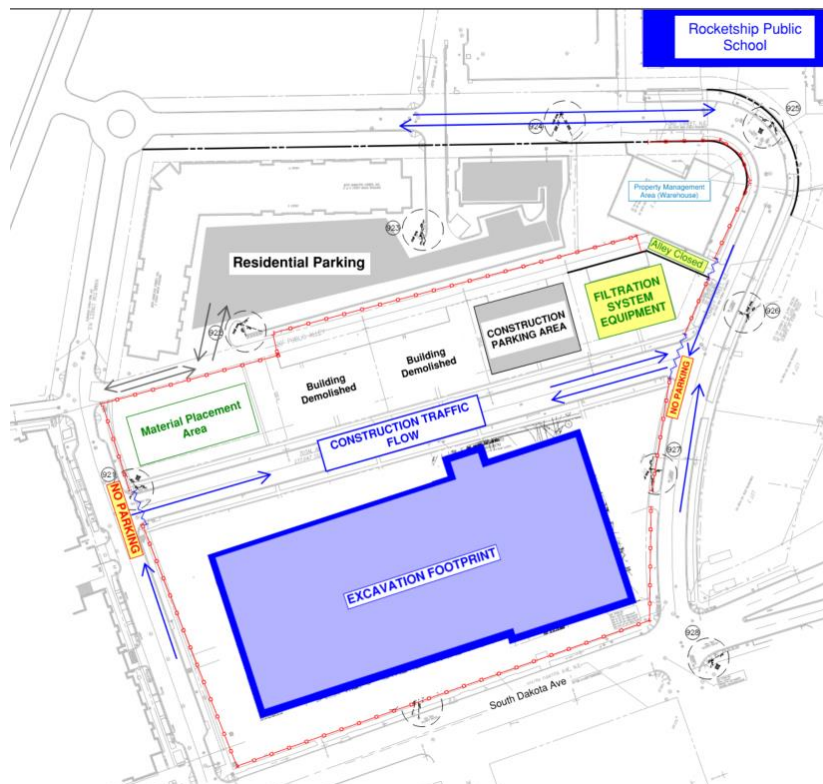 Rocketship Public
School
925
924
Property Management
Area (Warehouse)
923
Residential Parking
Alley Closed
FILTRATION
SYSTEM
EQUIPMENT
926
CONSTRUCTION
PARKING AREA
Building
Demolished
Building
Demolished
Material Placement
Area
CONSTRUCTION TRAFFIC
FLOW
NO PARKING
927
921
NO PARKING
EXCAVATION FOOTPRINT
928
South Dakota Ave